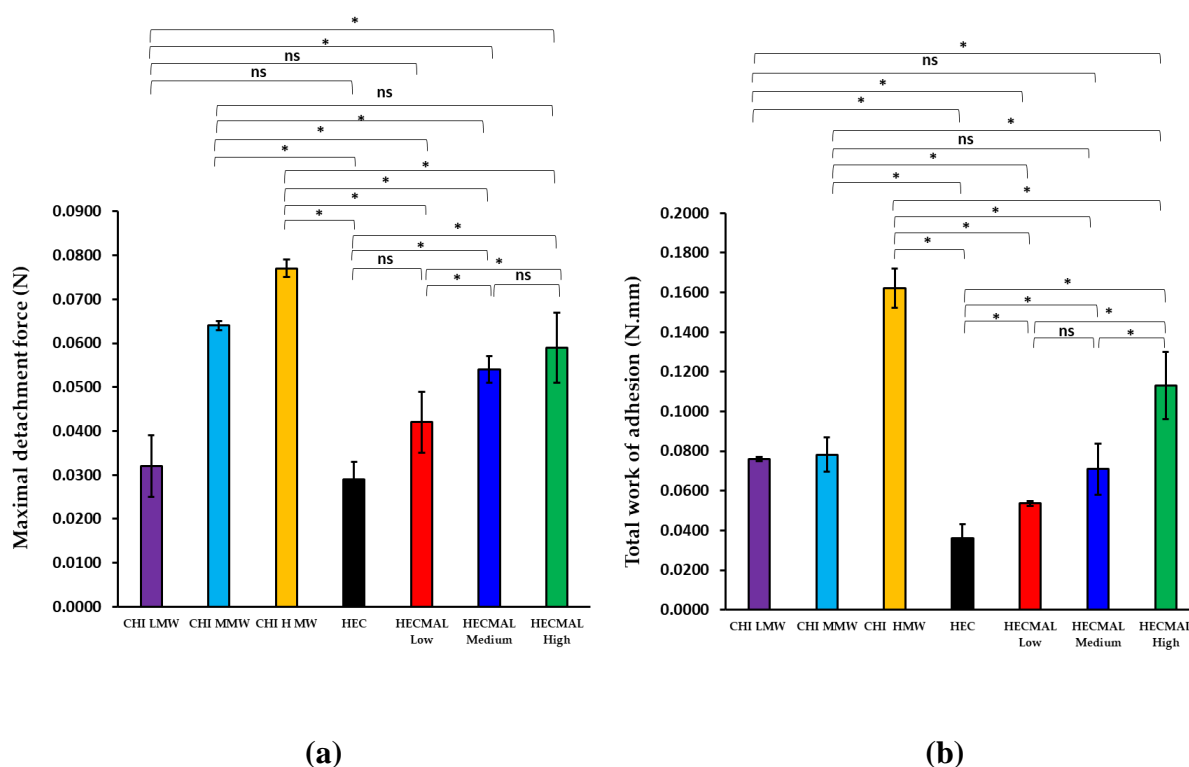 *
*
ns
ns
ns
*
*
*
*
*
*
*
*
*
ns
*
*
ns
Maximal detachment force (N)
0.0900
0.0800
0.0700
0.0600
0.0500
0.0400
0.0300
0.0200
0.0100
0.0000
CHI LMW
CHI MMW
CHI H MW
HEC
HECMAL
Low
HECMAL
Medium
HECMAL
High
(a)
*
ns
*
*
*
ns
*
*
*
*
*
*
*
*
*
*
ns
*
Total work of adhesion (N.mm)
0.2000
0.1800
0.1600
0.1400
0.1200
0.1000
0.0800
0.0600
0.0400
0.0200
0.0000
CHI LMW
CHI MMW
CHI HMW
HEC
HECMAL
Low
HECMAL
Medium
HECMAL
High
(b)